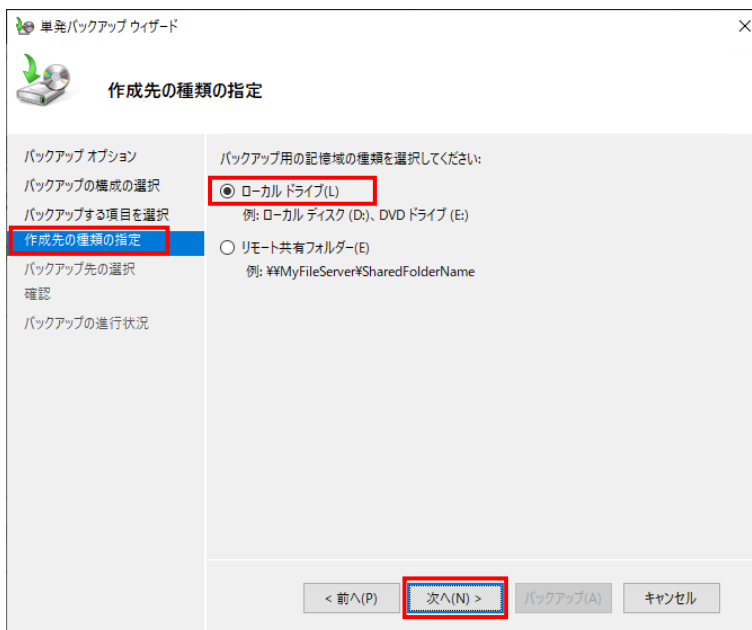 単発バックアップ ウィザード
作成先の種類の指定
バックアップ オプション
バックアップの構成の選択
バックアップする項目を選択
作成先の種類の指定
バックアップ先の選択
確認
バックアップの進行状況
バックアップ用の記憶域の種類を選択してください:
ローカル ドライブ(L)
例: ローカル ディスク (D:)、DVD ドライブ (E:)
リモート共有フォルダー(E)
例: ¥¥MyFileServer¥SharedFolderName
< 前へ(P)
次へ(N) >
バックアップ(A)
キャンセル